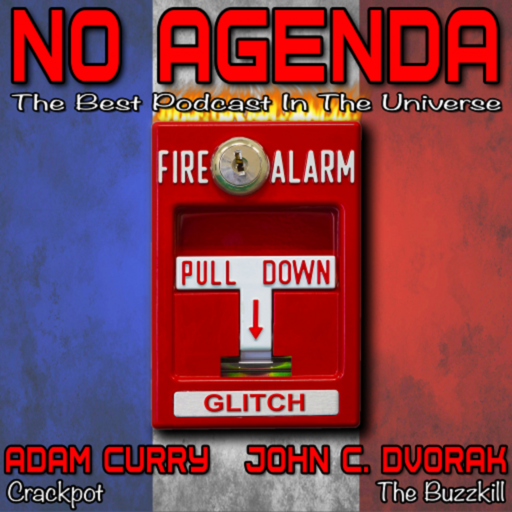 NO AGENDA
The Best Podcast In The Universe
FIRE ALARM
PULL DOWN
GLITCH
ADAM CURRY JOHN C. DVORAK
Crackpot The Buzzkill